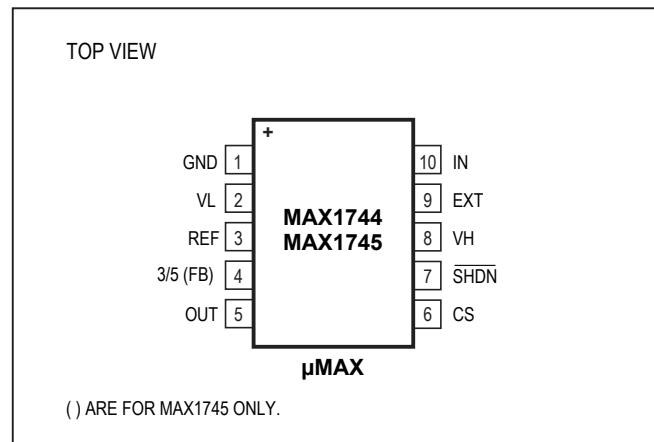 TOP VIEW
+
GND 1
10 IN
VL 2
9 EXT
MAX1744
REF 3
MAX1745
8 VH
3/5 (FB) 4
7 SHDN
OUT 5
6 CS
µMAX
( ) ARE FOR MAX1745 ONLY.